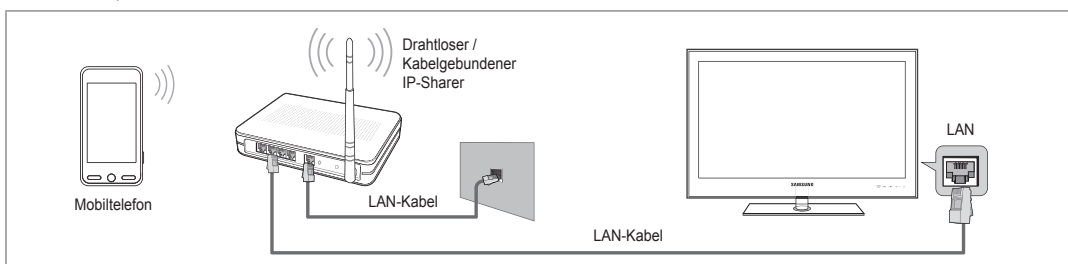 Drahtloser /
Kabelgebundener
IP-Sharer
LAN
Mobiltelefon
LAN-Kabel
SAMSUNG
LAN-Kabel